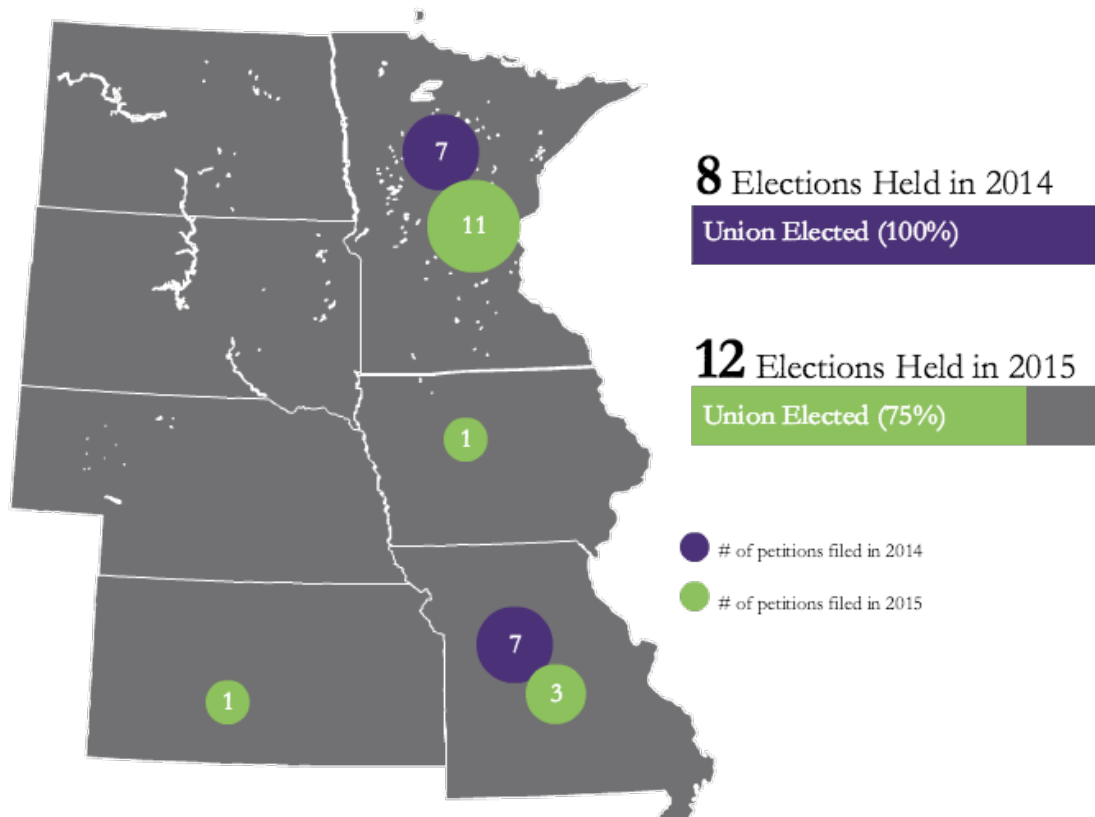 7
11
1
7
3
1
8 Elections Held in 2014
Union Elected (100%)
12 Elections Held in 2015
Union Elected (75%)
# of petitions filed in 2014
# of petitions filed in 2015